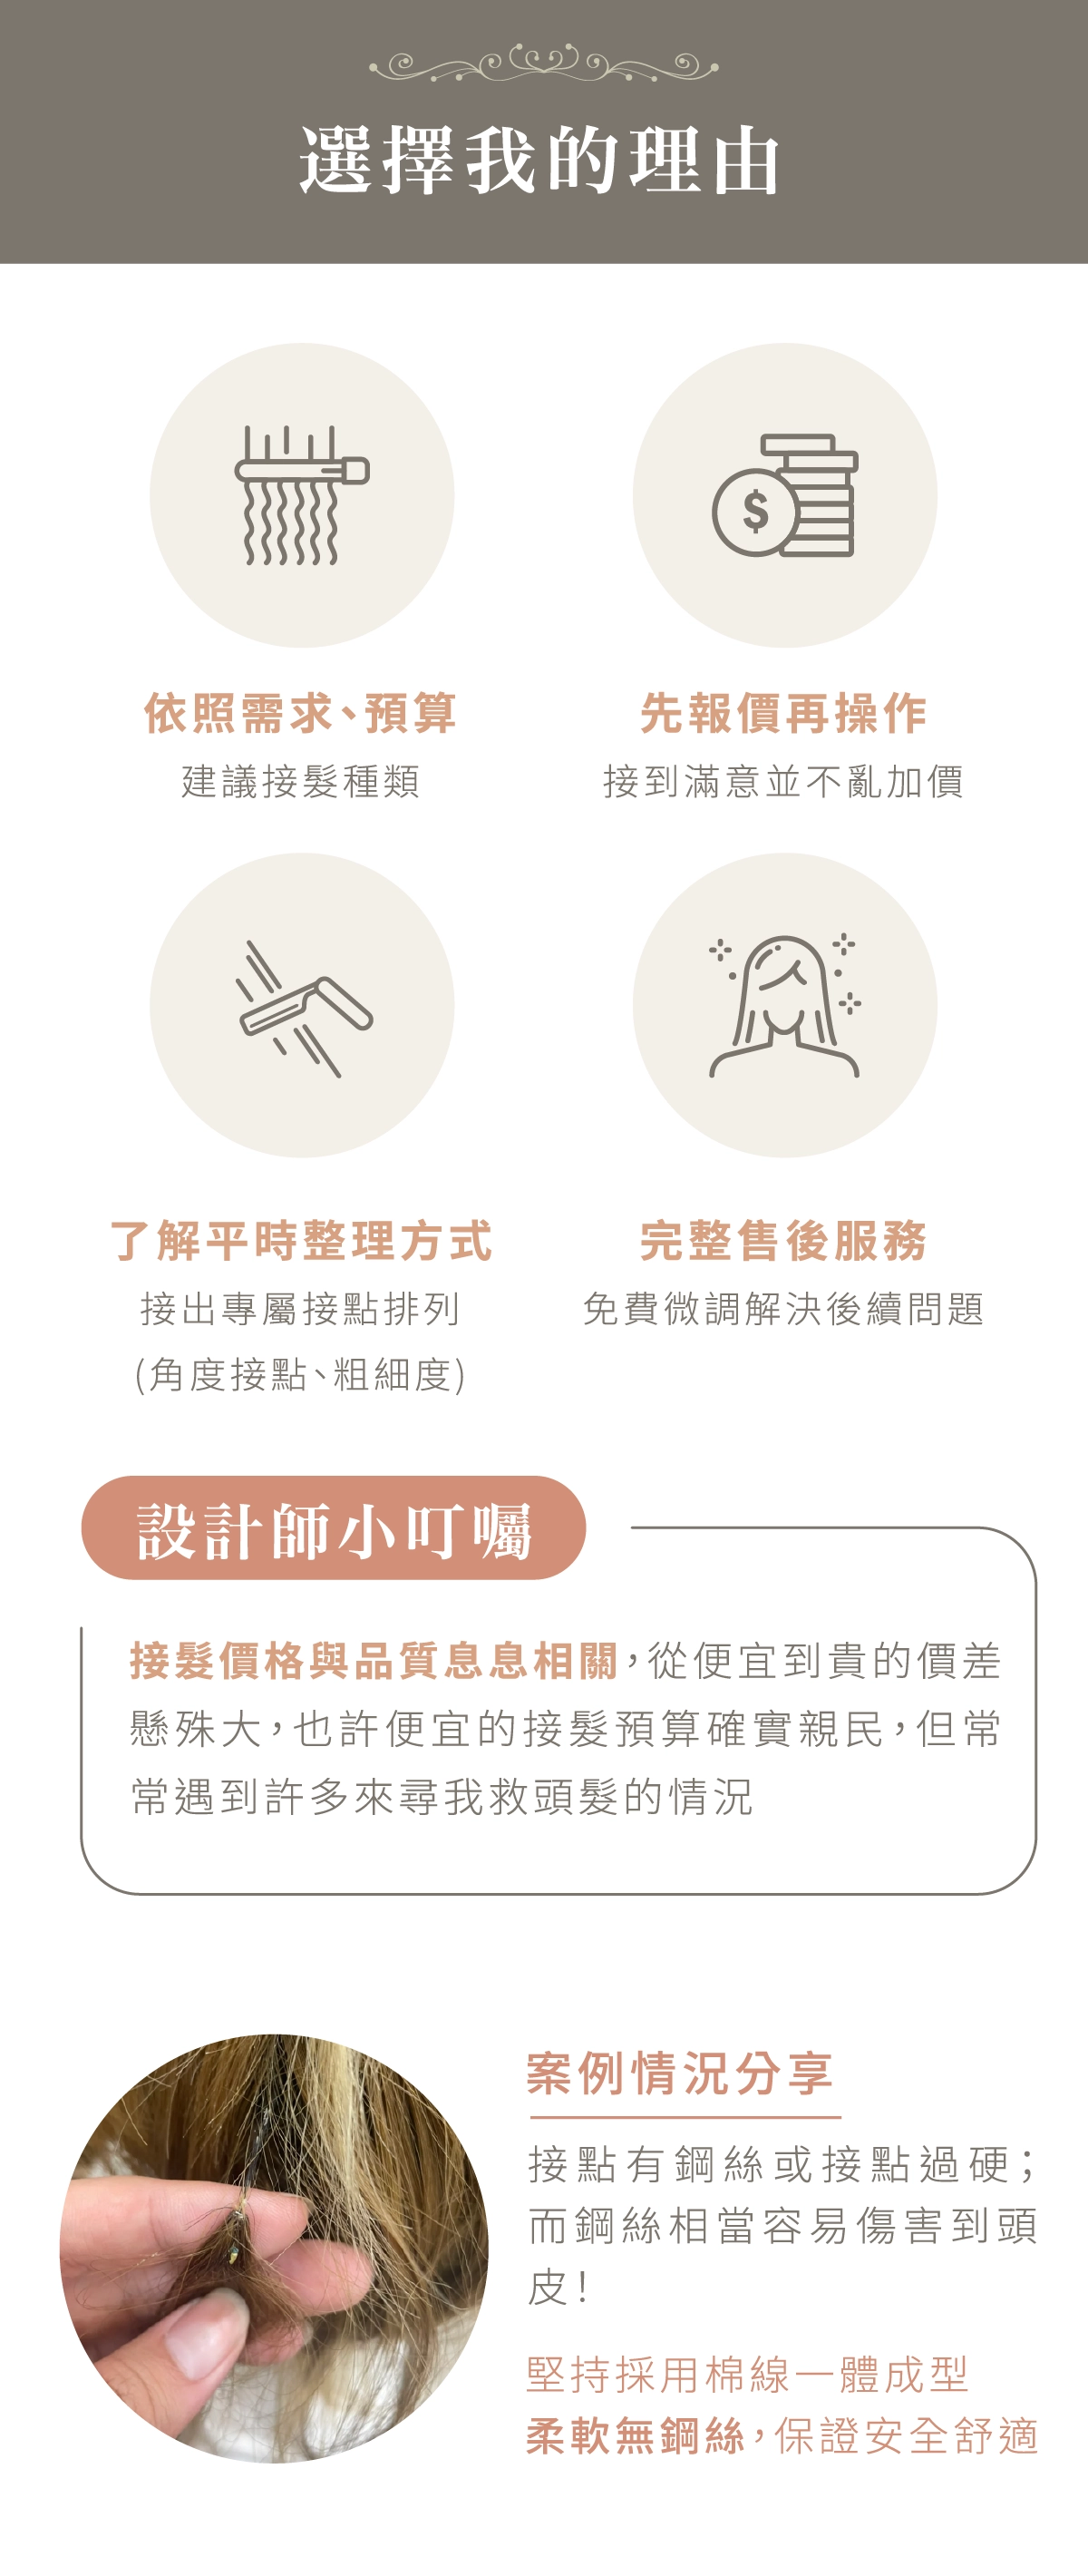 選擇我的理由
$
依照需求、預算
建議接髮種類
先報價再操作
接到滿意並不亂加價
了解平時整理方式
接出專屬接點排列
(角度接點、粗細度)
完整售後服務
免費微調解決後續問題
設計師小叮囑
接髮價格與品質息息相關，從便宜到貴的價差
懸殊大，也許便宜的接髮預算確實親民，但常
常遇到許多來尋我救頭髮的情況
案例情況分享
接點有鋼絲或接點過硬；
而鋼絲相當容易傷害到頭
皮！
堅持採用棉線一體成型
柔軟無鋼絲，保證安全舒適